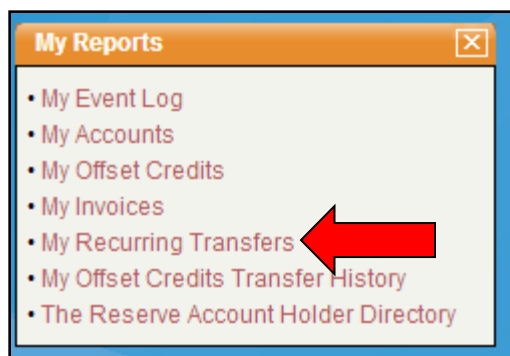 My Reports
• My Event Log
• My Accounts
• My Offset Credits
• My Invoices
• My Recurring Transfers
• My Offset Credits Transfer History
• The Reserve Account Holder Directory